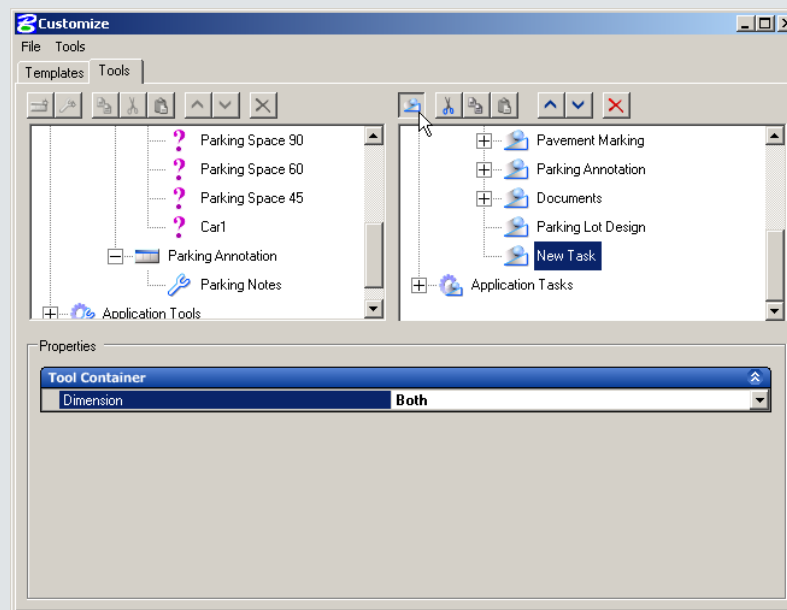 Customize
File Tools
Templates Tools
Parking Space 90
Parking Space 60
Parking Space 45
Car1
Parking Annotation
Parking Notes
Application Tools
Pavement Marking
Parking Annotation
Documents
Parking Lot Design
New Task
Application Tasks
Properties
Tool Container
Dimension Both